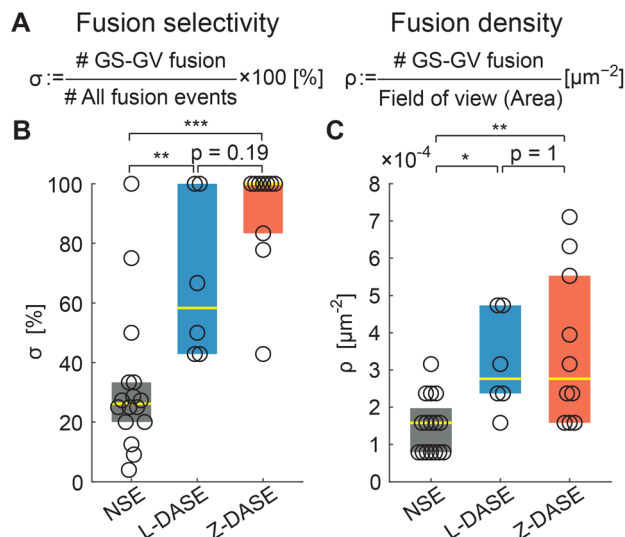 A Fusion selectivity Fusion density
σ := # GS-GV fusion / # All fusion events ×100 [%]
ρ := # GS-GV fusion / Field of view (Area) [μm⁻²]
B
***
** p = 0.19
100
80
60
40
20
0
σ [%]
NSE L-DASE Z-DASE
C
**
* p = 1
×10⁻⁴
8
7
6
5
4
3
2
1
0
ρ [μm⁻²]
NSE L-DASE Z-DASE